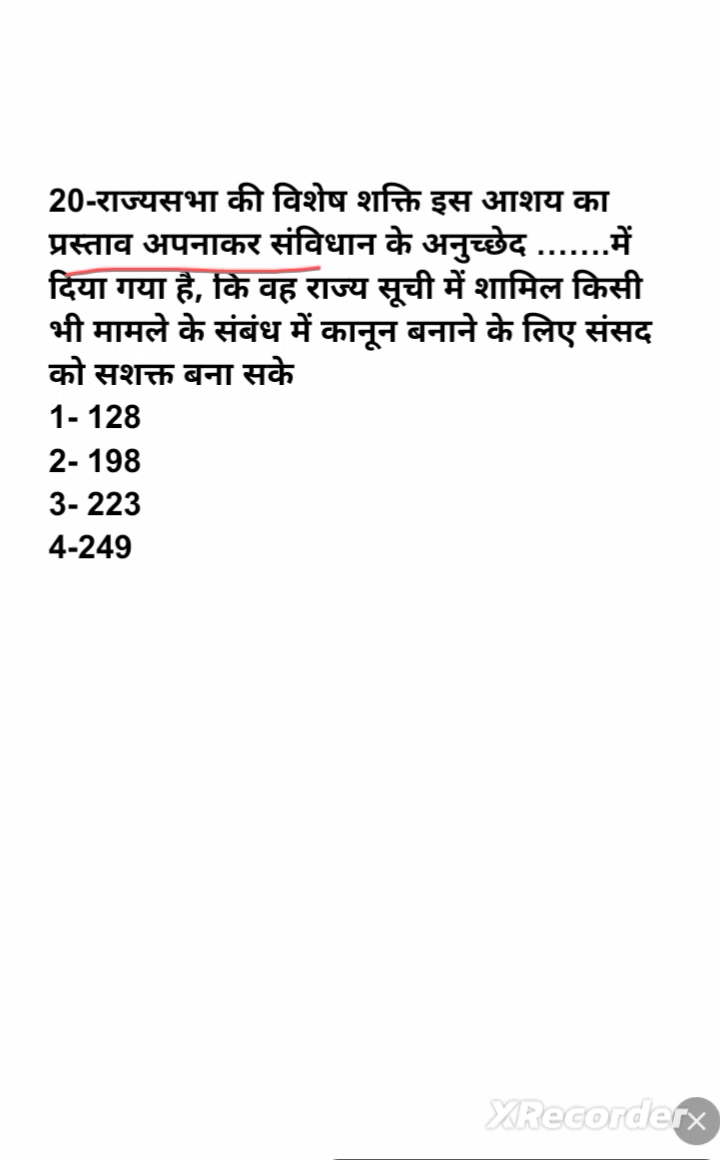 20-राज्यसभा की विशेष शक्ति इस आशय का
प्रस्ताव अपनाकर संविधान के अनुच्छेद .......में
दिया गया है, कि वह राज्य सूची में शामिल किसी
भी मामले के संबंध में कानून बनाने के लिए संसद
को सशक्त बना सके
1- 128
2- 198
3- 223
4-249
XRecorder